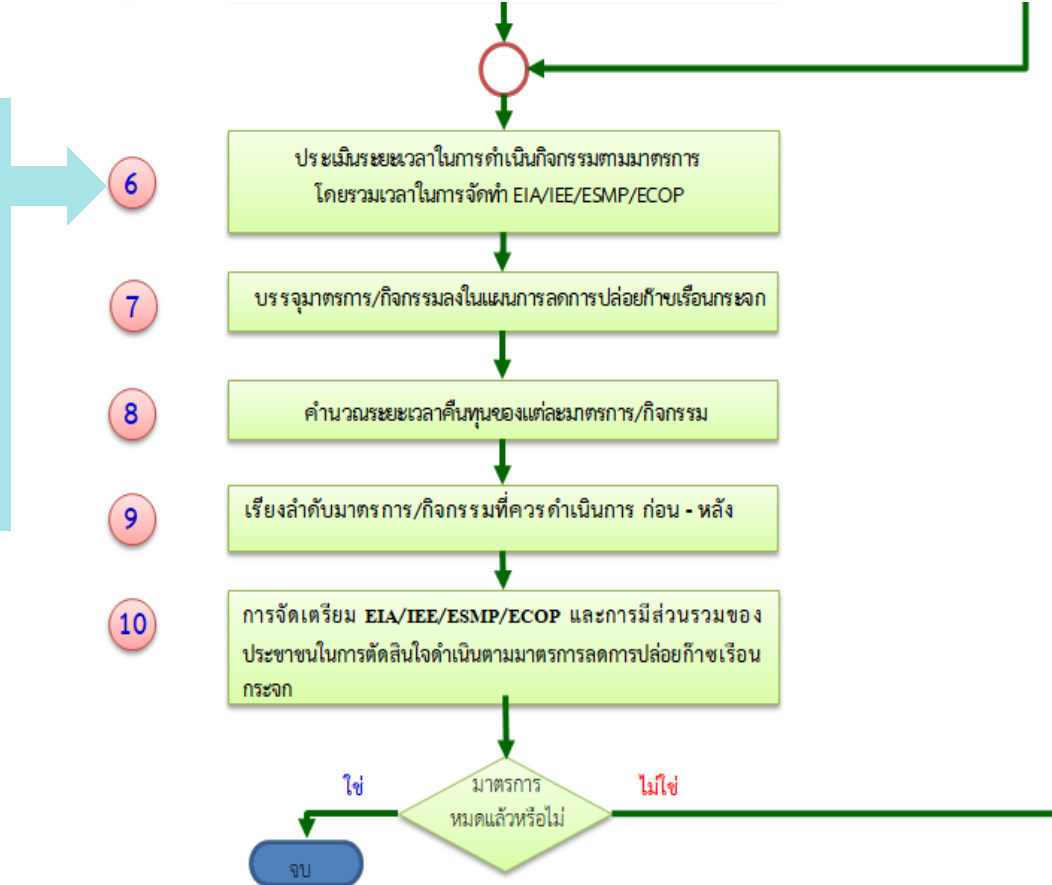 6
ประเมินระยะเวลาในการดำเนินกิจกรรมตามมาตรการ
โดยรวมเวลาในการจัดทำ EIA/IEE/ESMP/ECOP
7
บรรจุมาตรการ/กิจกรรมลงในแผนการลดการปล่อยก๊าซเรือนกระจก
8
คำนวณระยะเวลาคืนทุนของแต่ละมาตรการ/กิจกรรม
9
เรียงลำดับมาตรการ/กิจกรรมที่ควรดำเนินการ ก่อน - หลัง
10
การจัดเตรียม EIA/IEE/ESMP/ECOP และการมีส่วนรวมของ
ประชาชนในการตัดสินใจดำเนินตามมาตรการลดการปล่อยก๊าซเรือน
กระจก
ใช่
มาตรการ
หมดแล้วหรือไม่
ไม่ใช่
จบ